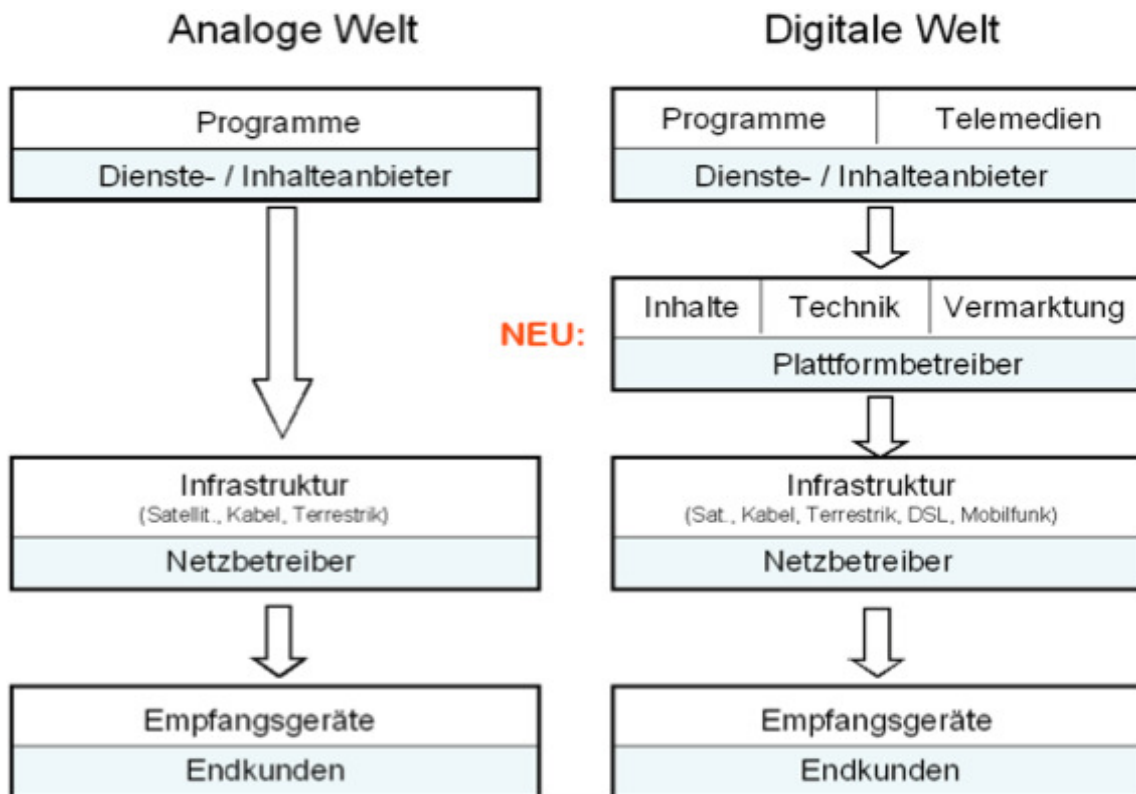 Analoge Welt
Programme
Dienste- / Inhalteanbieter
Infrastruktur
(Satellit., Kabel, Terrestrik)
Netzbetreiber
Empfangsgeräte
Endkunden
Digitale Welt
Programme Telemedien
Dienste- / Inhalteanbieter
NEU:
Inhalte Technik Vermarktung
Plattformbetreiber
Infrastruktur
(Sat., Kabel, Terrestrik, DSL, Mobilfunk)
Netzbetreiber
Empfangsgeräte
Endkunden